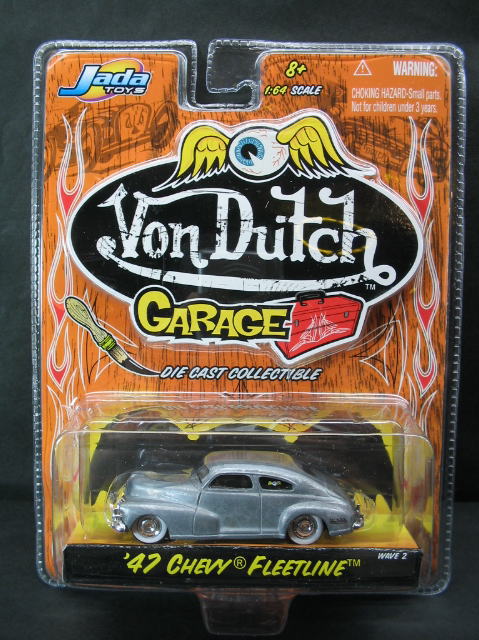 Jada
TOYS
8+
1:64 SCALE
⚠ WARNING:
CHOKING HAZARD-Small parts.
Not for children under 3 years.
Von Dutch
TM
GARAGE
DIE CAST COLLECTIBLE
WAVE 2
'47 CHEVY® FLEETLINE™